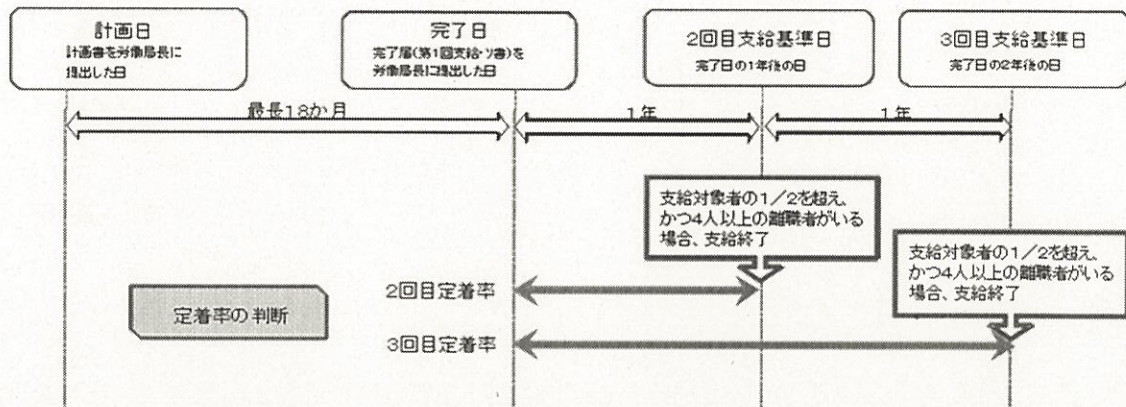 計画日
計画書を労働局長に
提出した日
完了日
完了届(第1回支給・ソ書)を
労働局長に提出した日
2回目支給基準日
完了日の1年後の日
3回目支給基準日
完了日の2年後の日
最長18か月
1年
1年
支給対象者の1／2を超え、
かつ4人以上の離職者がいる
場合、支給終了
支給対象者の1／2を超え、
かつ4人以上の離職者がいる
場合、支給終了
定着率の判断
2回目定着率
3回目定着率